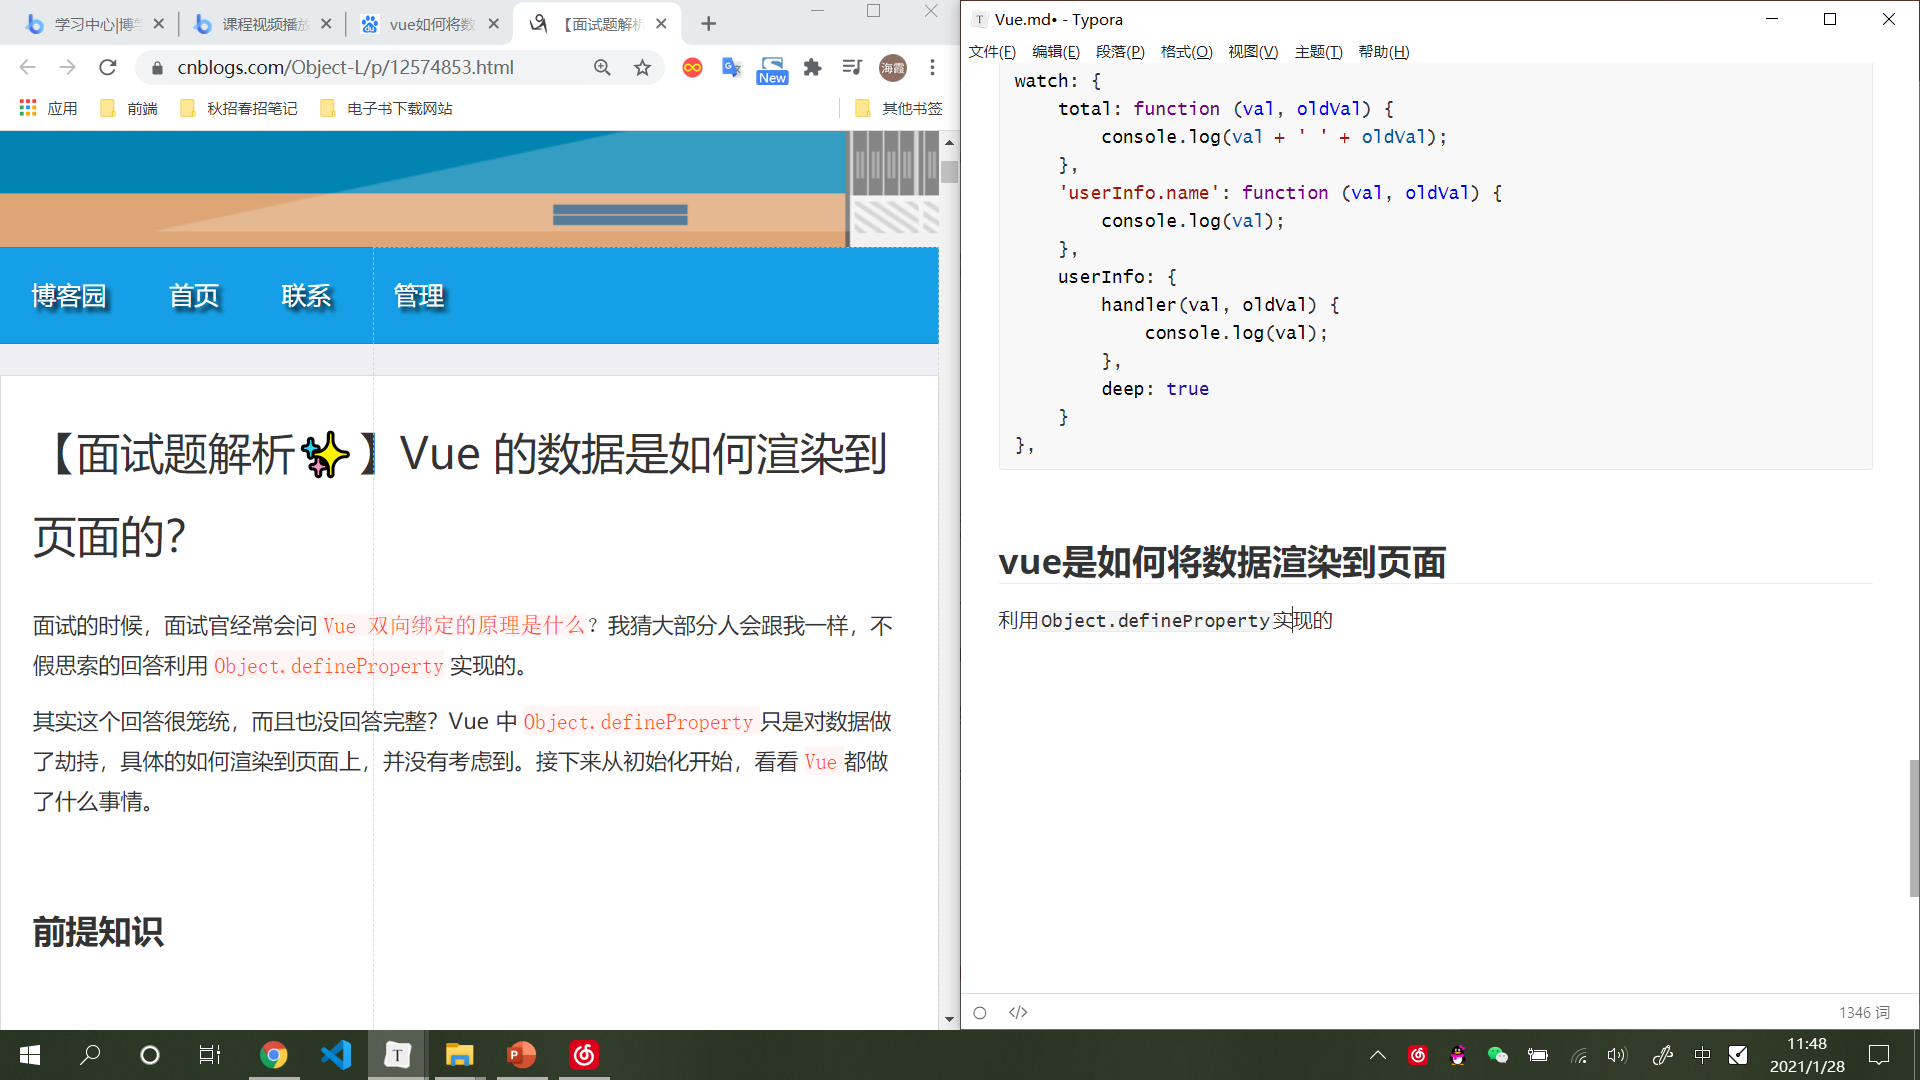 学习中心|博学
课程视频播放
vue如何将数
【面试题解析
cnblogs.com/Object-L/p/12574853.html
New
海霞
应用
前端
秋招春招笔记
电子书下载网站
其他书签
博客园
首页
联系
管理
【面试题解析✨】Vue 的数据是如何渲染到
页面的？
面试的时候，面试官经常会问 Vue 双向绑定的原理是什么？我猜大部分人会跟我一样，不
假思索的回答利用 Object.defineProperty 实现的。
其实这个回答很笼统，而且也没回答完整？Vue 中 Object.defineProperty 只是对数据做
了劫持，具体的如何渲染到页面上，并没有考虑到。接下来从初始化开始，看看 Vue 都做
了什么事情。
前提知识
Vue.md• - Typora
文件(F) 编辑(E) 段落(P) 格式(O) 视图(V) 主题(T) 帮助(H)
watch: {
    total: function (val, oldVal) {
        console.log(val + ' ' + oldVal);
    },
    'userInfo.name': function (val, oldVal) {
        console.log(val);
    },
    userInfo: {
        handler(val, oldVal) {
            console.log(val);
        },
        deep: true
    }
},
vue是如何将数据渲染到页面
利用Object.defineProperty实现的
1346 词
中
11:48
2021/1/28